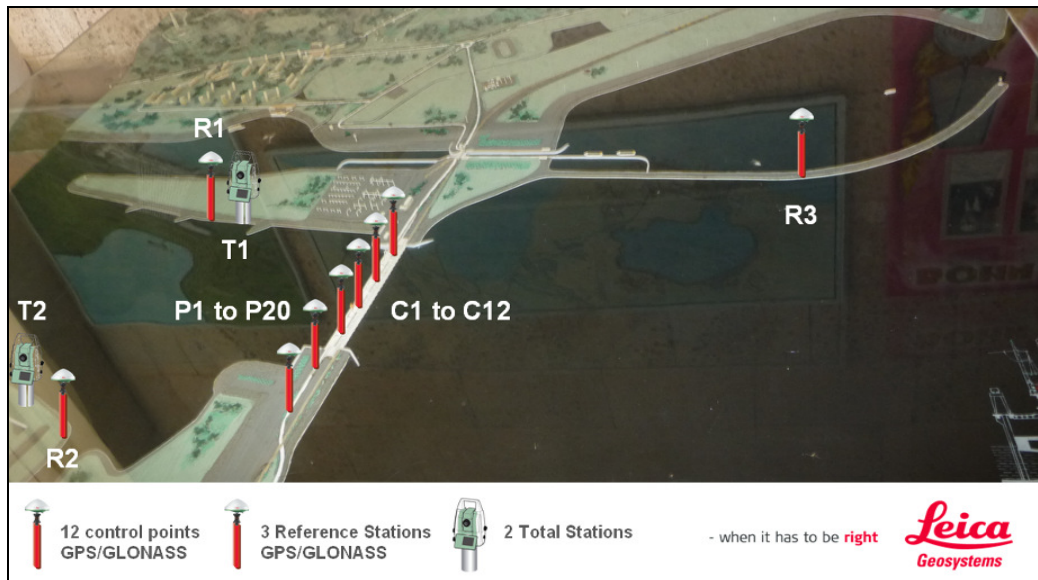 R1
T1
R3
T2
P1 to P20
C1 to C12
R2
12 control points
GPS/GLONASS
3 Reference Stations
GPS/GLONASS
2 Total Stations
- when it has to be right
Leica
Geosystems